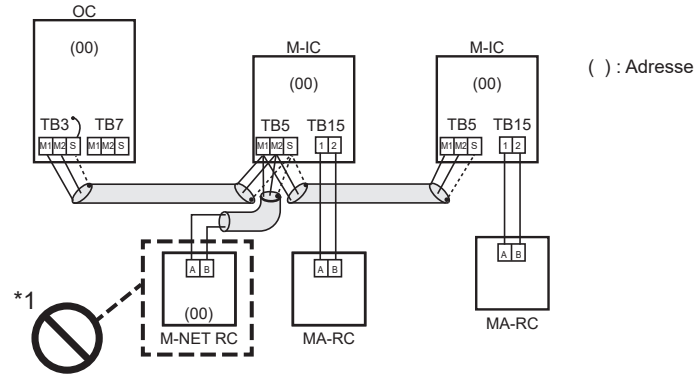 OC
(00)
TB3 TB7
M1 M2 S M1 M2 S
M-IC
(00)
TB5 TB15
M1 M2 S 1 2
M-IC
(00)
TB5 TB15
M1 M2 S 1 2
( ) : Adresse
*1
A B
(00)
M-NET RC
A B
MA-RC
A B
MA-RC